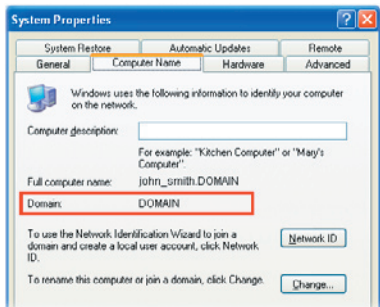 System Properties
System Restore Automatic Updates Remote
General Computer Name Hardware Advanced
Windows uses the following information to identify your computer
on the network.
Computer description:
For example: "Kitchen Computer" or "Mary's
Computer".
Full computer name: john_smith.DOMAIN
Domain: DOMAIN
To use the Network Identification Wizard to join a
domain and create a local user account, click Network
ID.
Network ID
To rename this computer or join a domain, click Change.
Change...